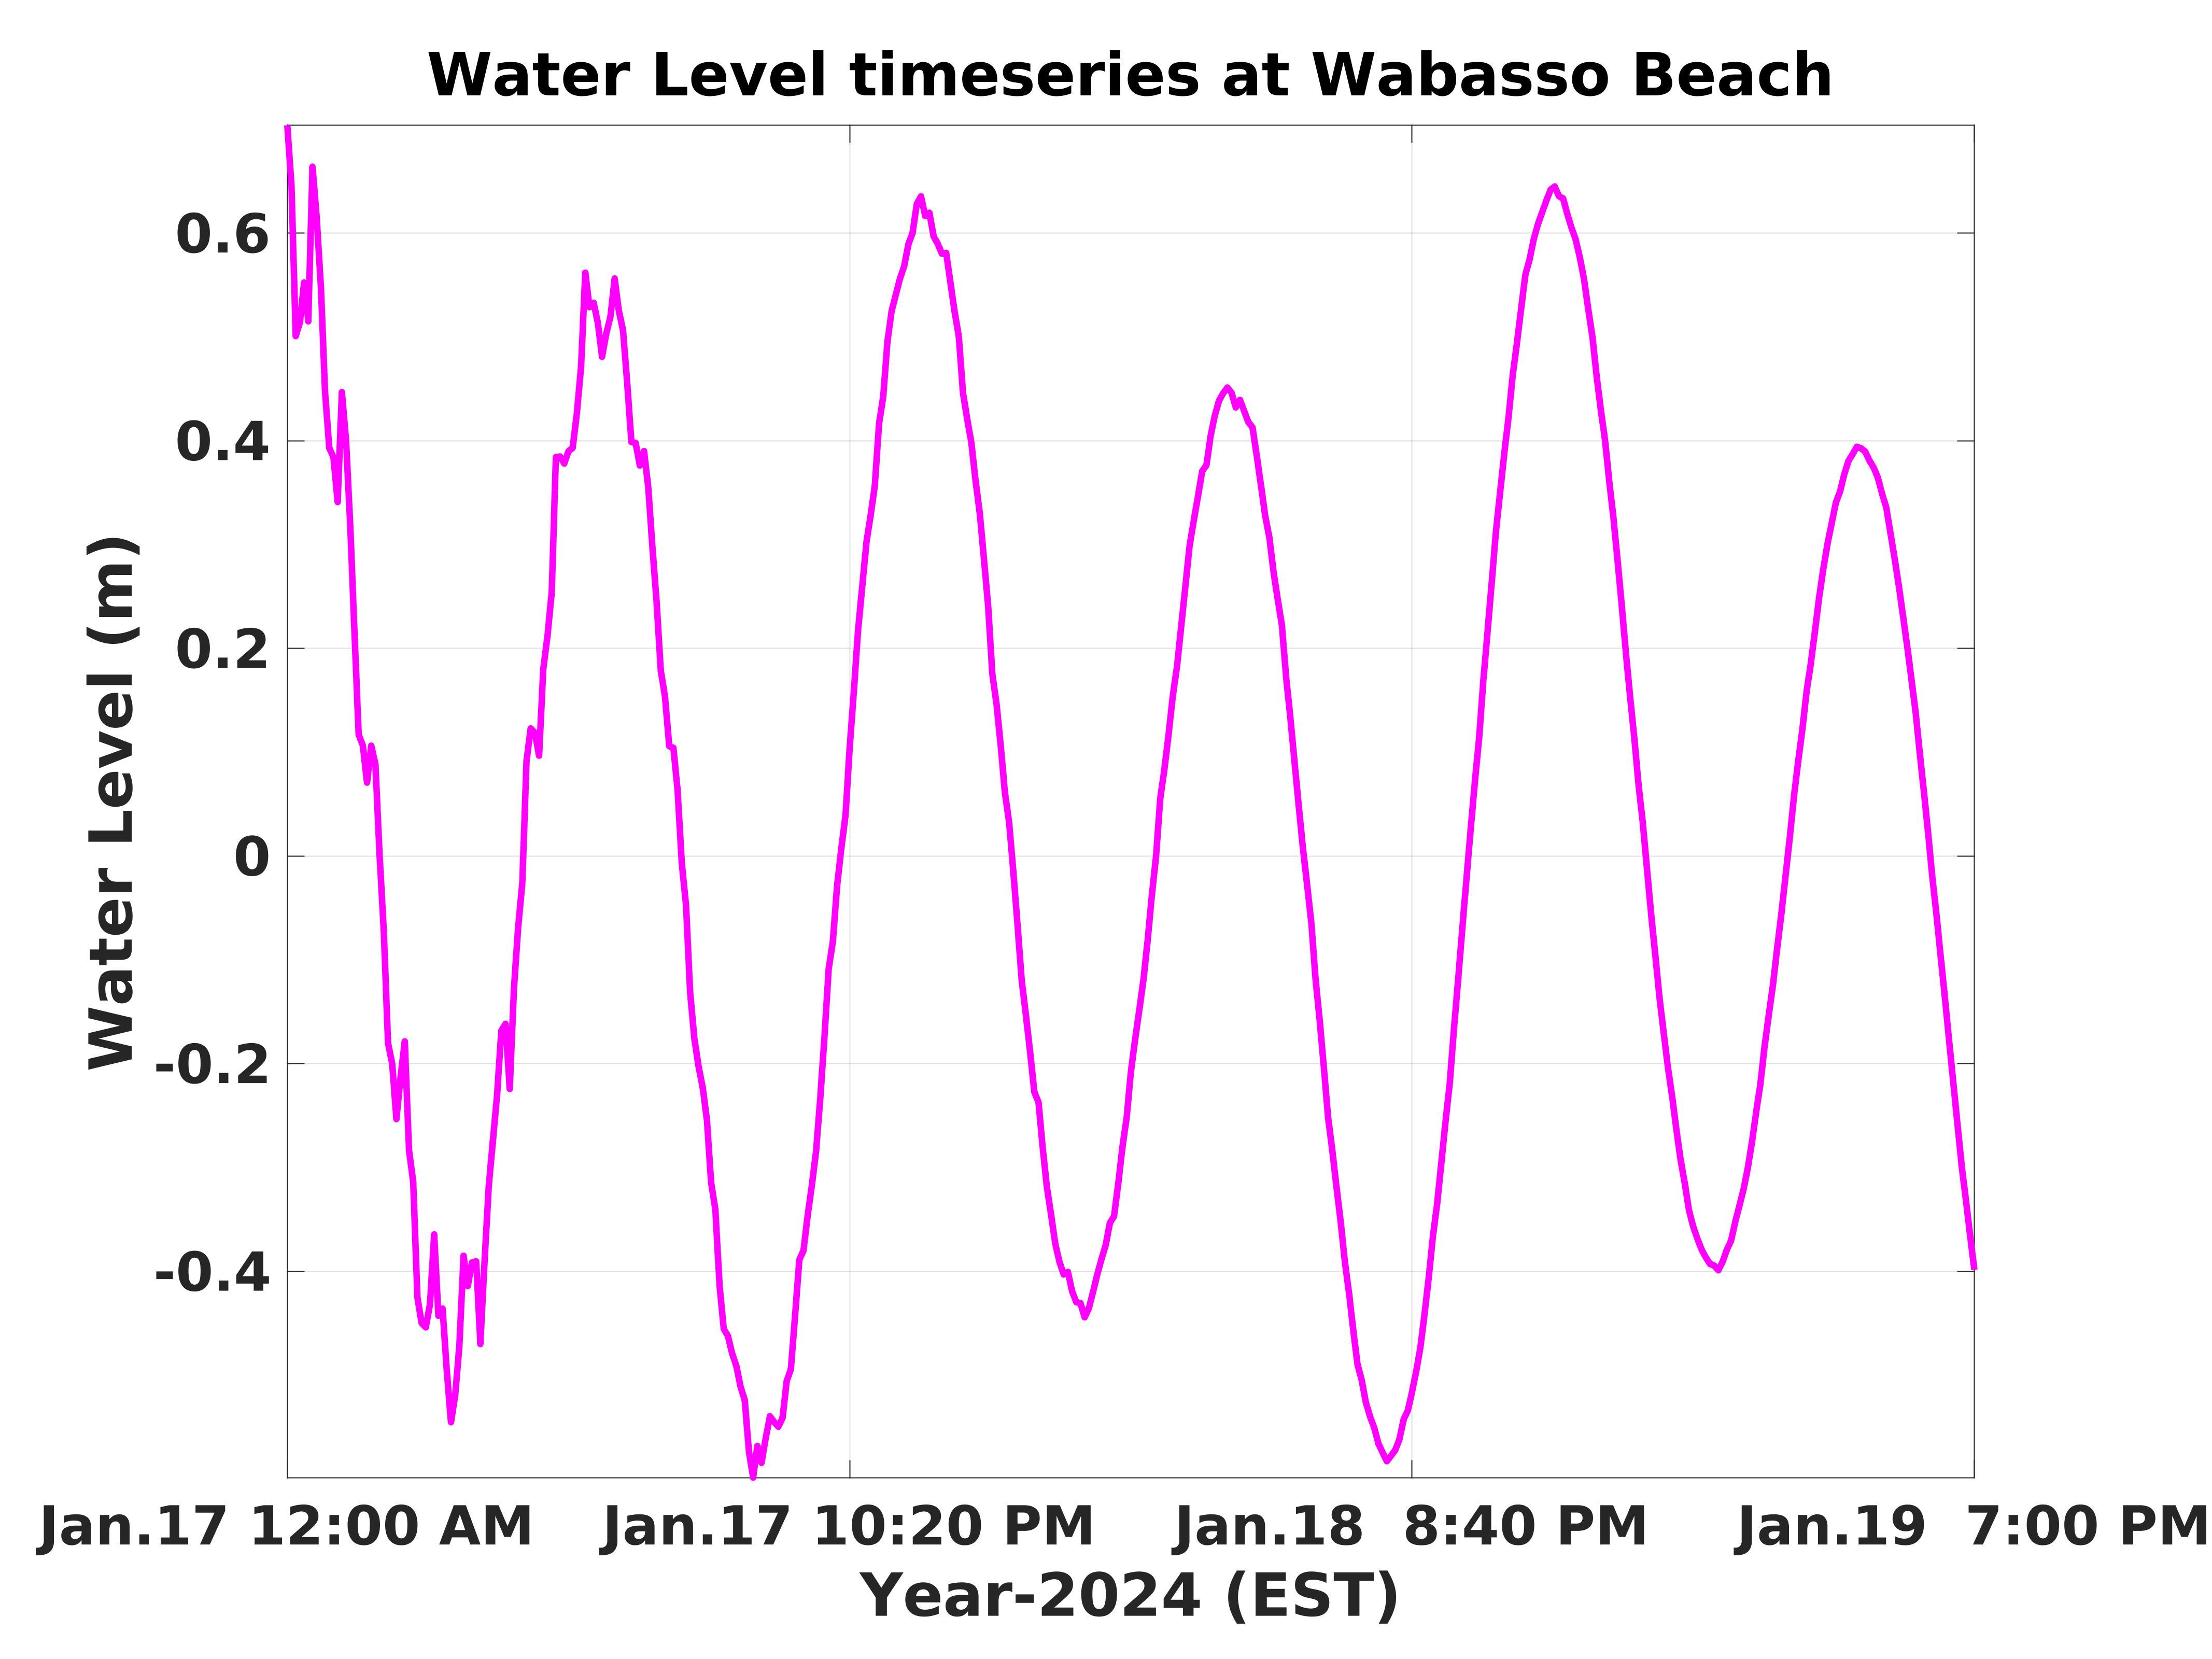 Water Level timeseries at Wabasso Beach
0.6
0.4
0.2
0
-0.2
-0.4
Water Level (m)
Jan.17 12:00 AM Jan.17 10:20 PM Jan.18 8:40 PM Jan.19 7:00 PM
Year-2024 (EST)